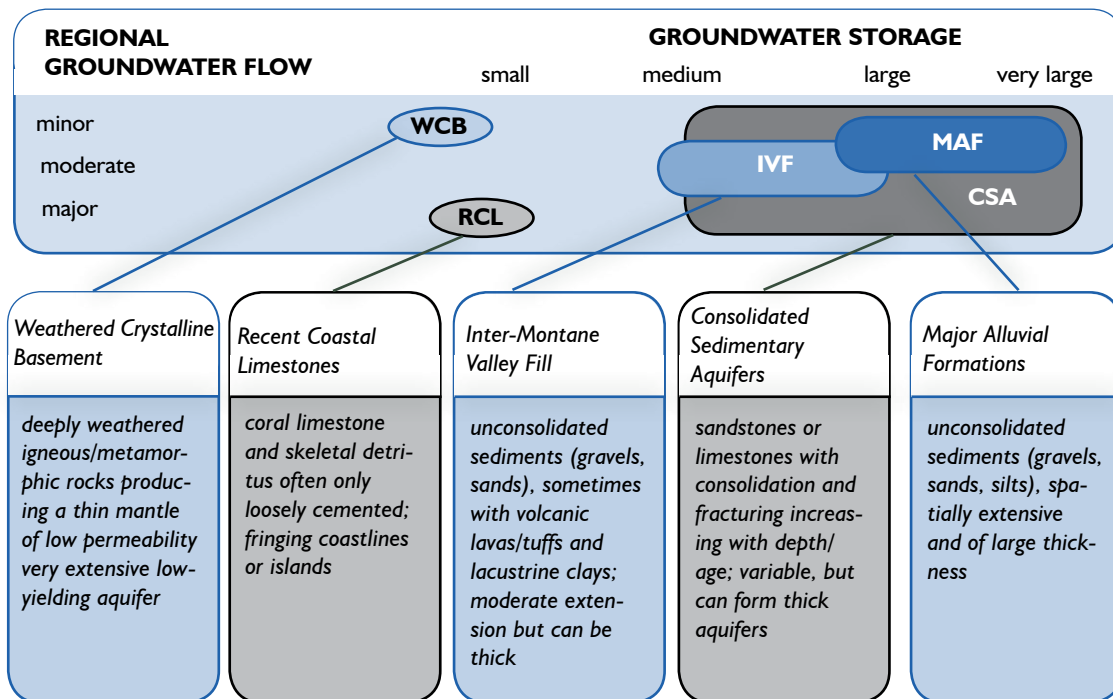 REGIONAL
GROUNDWATER FLOW
GROUNDWATER STORAGE
small medium large very large
minor
moderate
major
WCB
RCL
IVF
MAF
CSA
Weathered Crystalline
Basement
deeply weathered
igneous/metamor-
phic rocks produc-
ing a thin mantle
of low permeability
very extensive low-
yielding aquifer
Recent Coastal
Limestones
coral limestone
and skeletal detri-
tus often only
loosely cemented;
fringing coastlines
or islands
Inter-Montane
Valley Fill
unconsolidated
sediments (gravels,
sands), sometimes
with volcanic
lavas/tuffs and
lacustrine clays;
moderate exten-
sion but can be
thick
Consolidated
Sedimentary
Aquifers
sandstones or
limestones with
consolidation and
fracturing increas-
ing with depth/
age; variable, but
can form thick
aquifers
Major Alluvial
Formations
unconsolidated
sediments (gravels,
sands, silts), spa-
tially extensive
and of large thick-
ness